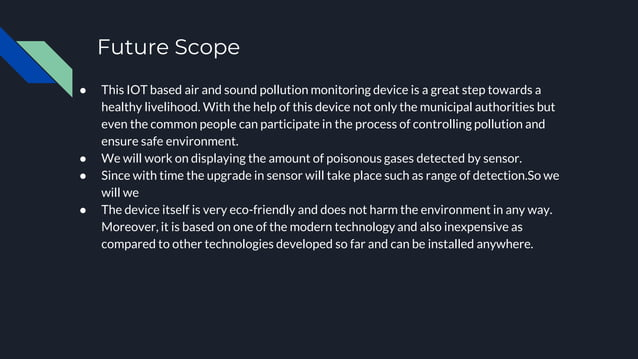 Future Scope
● This IOT based air and sound pollution monitoring device is a great step towards a
healthy livelihood. With the help of this device not only the municipal authorities but
even the common people can participate in the process of controlling pollution and
ensure safe environment.
● We will work on displaying the amount of poisonous gases detected by sensor.
● Since with time the upgrade in sensor will take place such as range of detection.So we
will we
● The device itself is very eco-friendly and does not harm the environment in any way.
Moreover, it is based on one of the modern technology and also inexpensive as
compared to other technologies developed so far and can be installed anywhere.